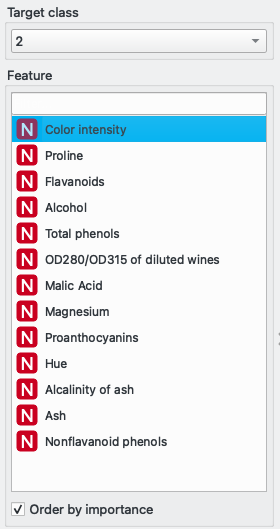 Target class
2
Feature
N Color intensity
N Proline
N Flavanoids
N Alcohol
N Total phenols
N OD280/OD315 of diluted wines
N Malic Acid
N Magnesium
N Proanthocyanins
N Hue
N Alcalinity of ash
N Ash
N Nonflavanoid phenols
Order by importance